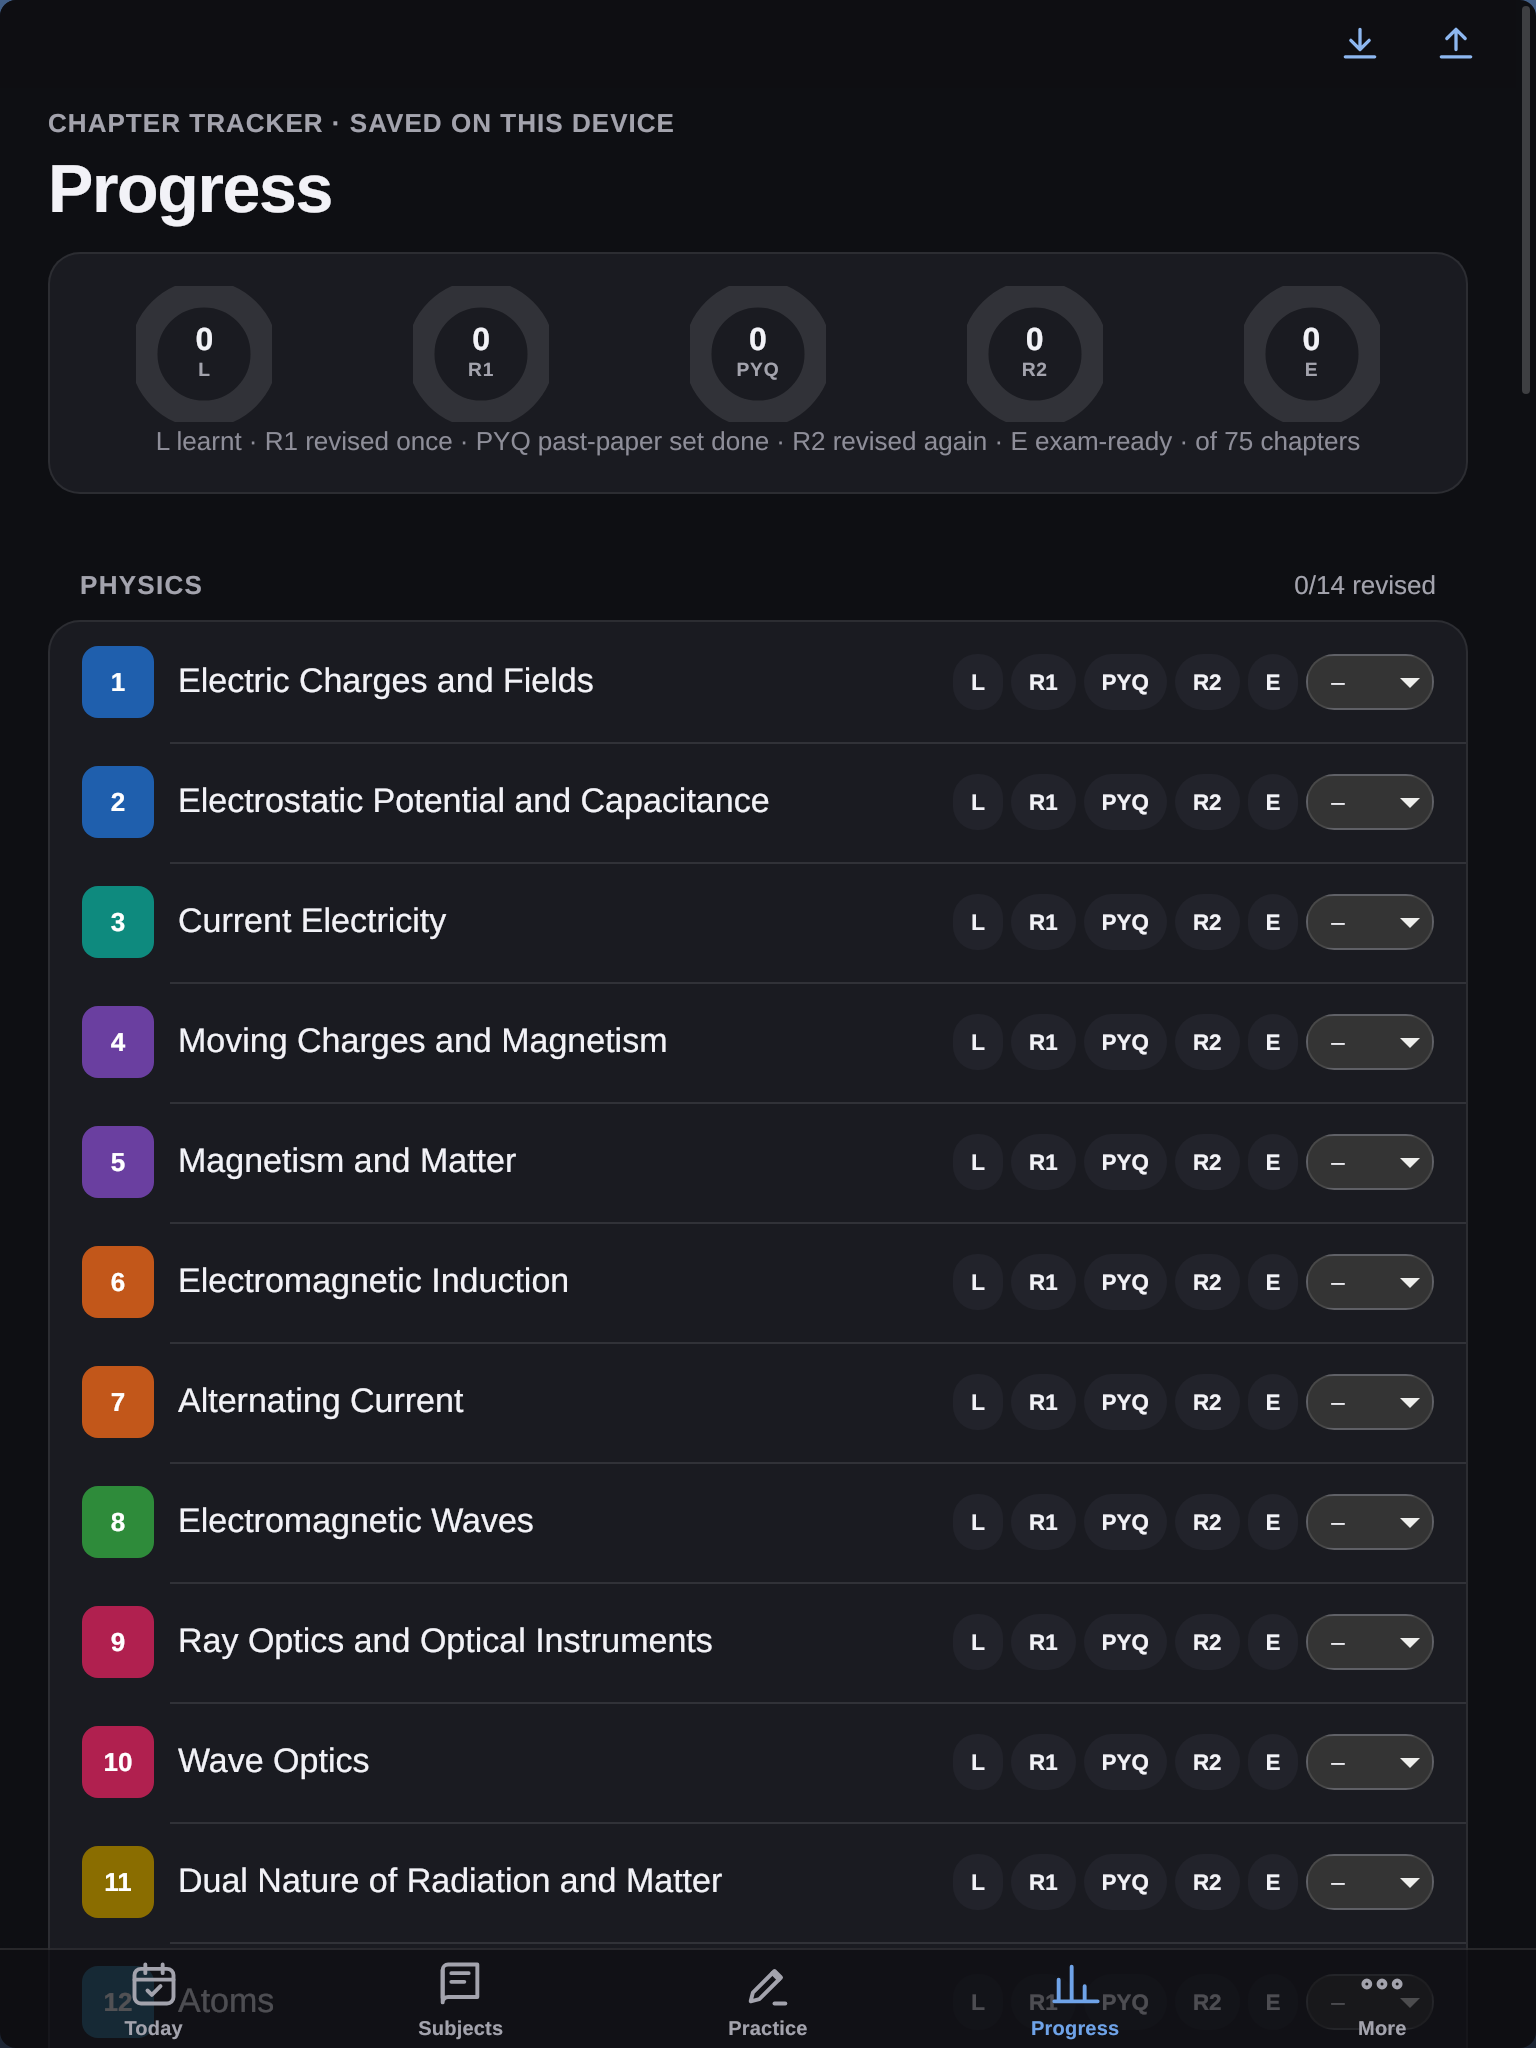 CHAPTER TRACKER · SAVED ON THIS DEVICE
Progress
0 0 0 0 0
L R1 PYQ R2 E
L learnt · R1 revised once · PYQ past-paper set done · R2 revised again · E exam-ready · of 75 chapters
PHYSICS 0/14 revised
1 Electric Charges and Fields L R1 PYQ R2 E –
2 Electrostatic Potential and Capacitance L R1 PYQ R2 E –
3 Current Electricity L R1 PYQ R2 E –
4 Moving Charges and Magnetism L R1 PYQ R2 E –
5 Magnetism and Matter L R1 PYQ R2 E –
6 Electromagnetic Induction L R1 PYQ R2 E –
7 Alternating Current L R1 PYQ R2 E –
8 Electromagnetic Waves L R1 PYQ R2 E –
9 Ray Optics and Optical Instruments L R1 PYQ R2 E –
10 Wave Optics L R1 PYQ R2 E –
11 Dual Nature of Radiation and Matter L R1 PYQ R2 E –
12 Atoms L R1 PYQ R2 E –
Today Subjects Practice Progress More